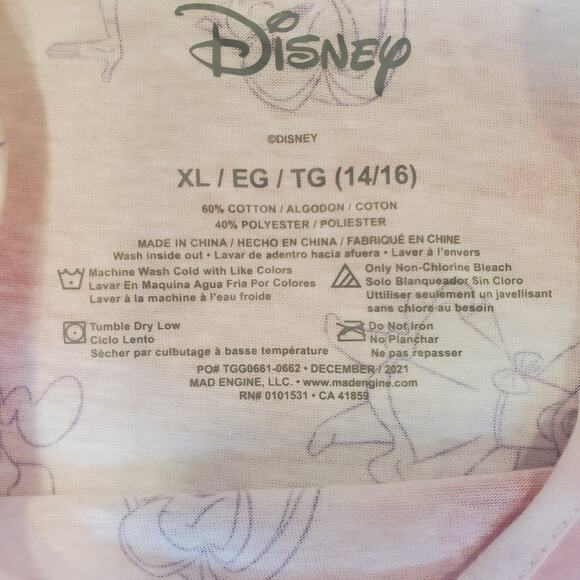 Disney
©DISNEY
XL / EG / TG (14/16)
60% COTTON / ALGODON / COTON
40% POLYESTER / POLIESTER
MADE IN CHINA / HECHO EN CHINA / FABRIQUÉ EN CHINE
Wash inside out • Lavar de adentro hacia afuera • Laver à l'envers
Machine Wash Cold with Like Colors
Lavar En Maquina Agua Fria Por Colores
Laver à la machine à l'eau froide
Only Non-Chlorine Bleach
Solo Blanqueador Sin Cloro
Uttiliser seulement un javellisant
sans chlore au besoin
Tumble Dry Low
Ciclo Lento
Sècher par culbutage à basse température
Do Not Iron
No Planchar
Ne pas repasser
PO# TGG0661-0662 • DECEMBER / 2021
MAD ENGINE, LLC. • www.madengine.com
RN# 0101531 • CA 41859